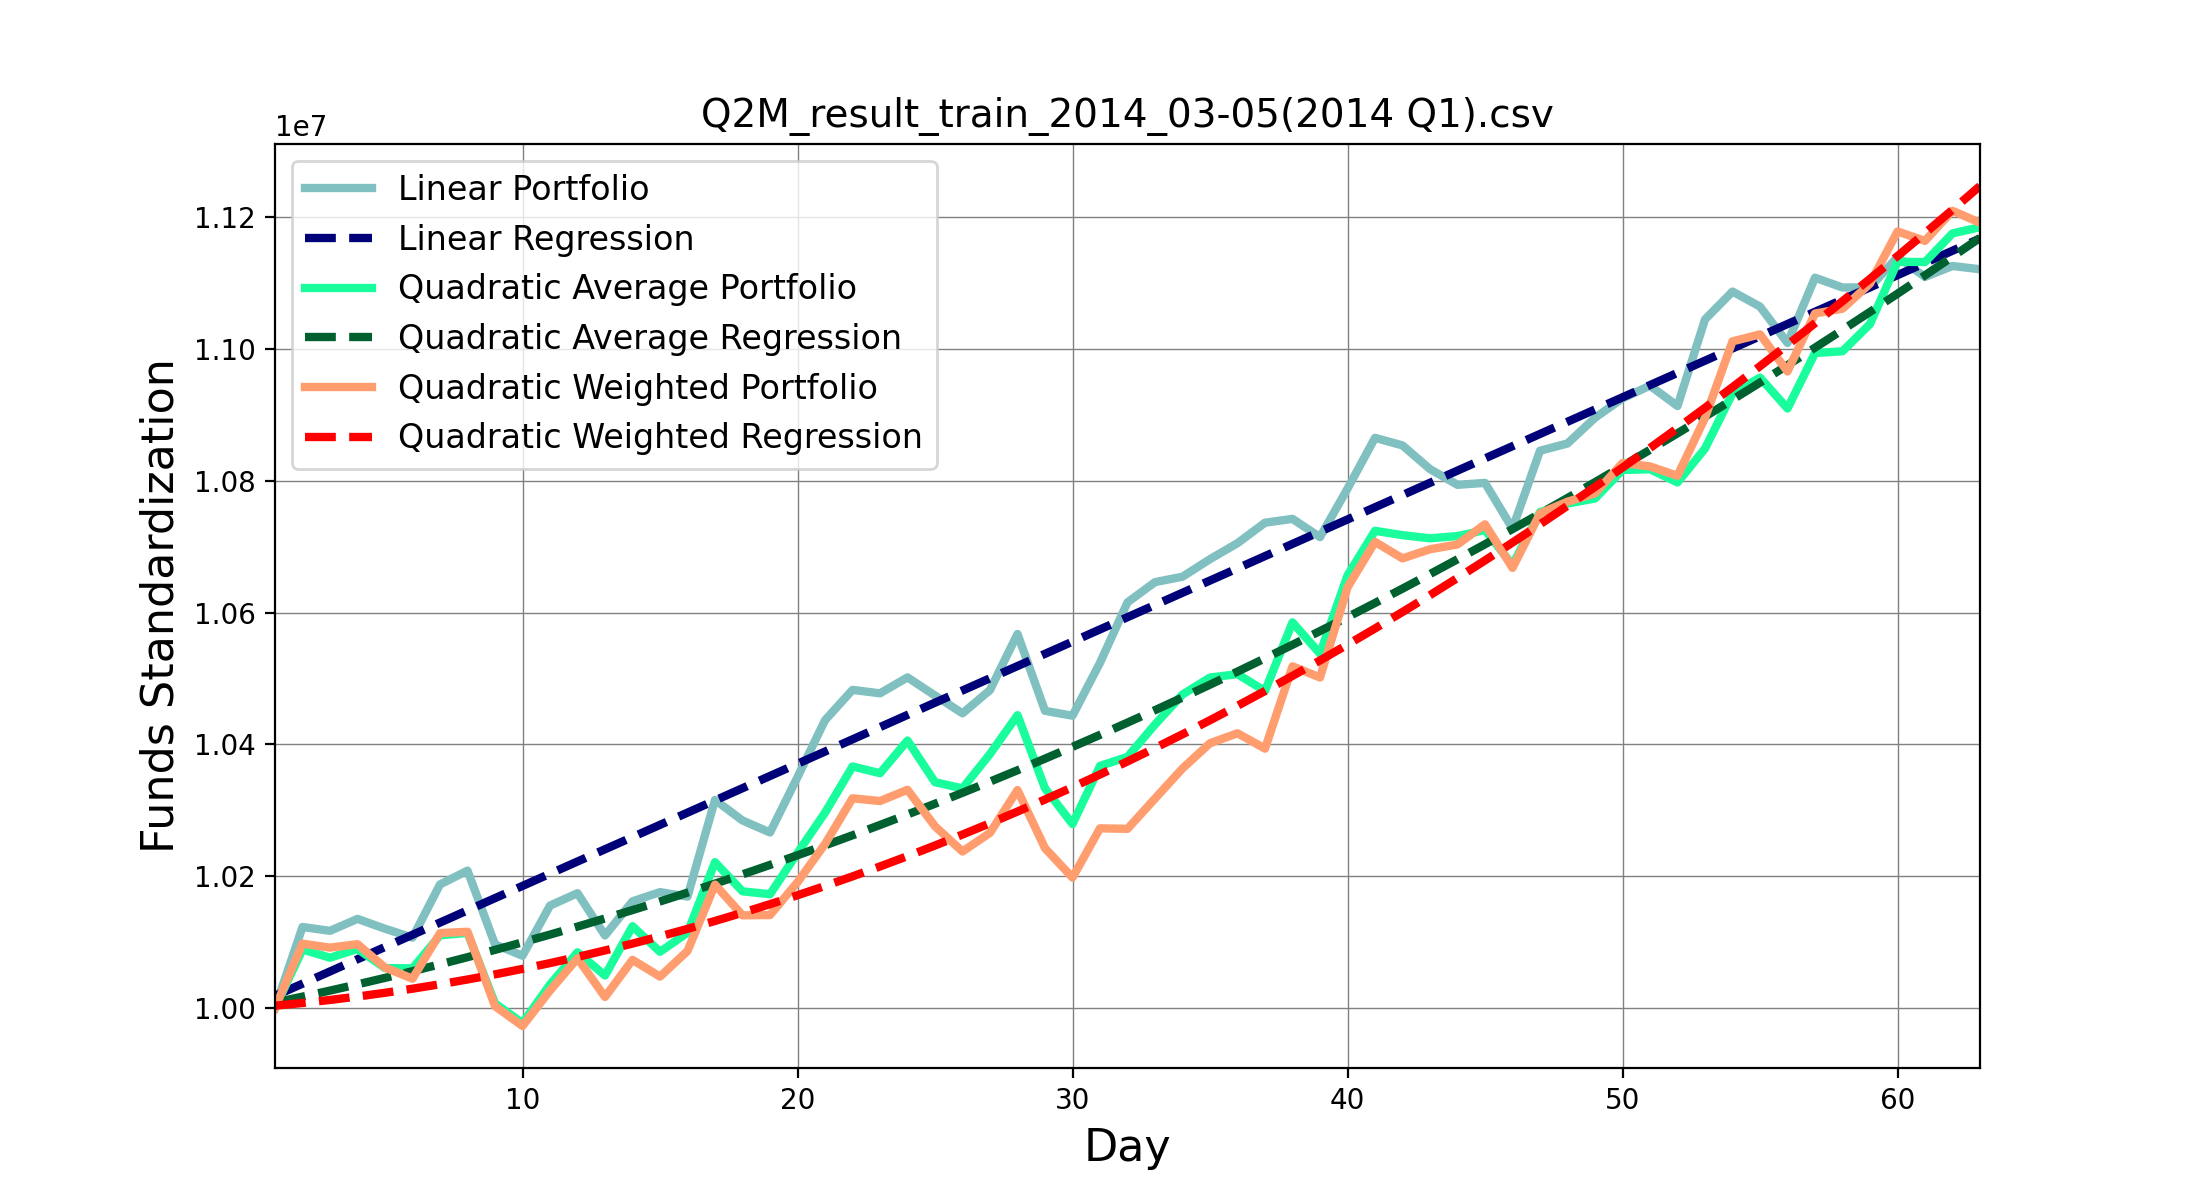 Q2M_result_train_2014_03-05(2014 Q1).csv
1e7
Linear Portfolio
Linear Regression
Quadratic Average Portfolio
Quadratic Average Regression
Quadratic Weighted Portfolio
Quadratic Weighted Regression
Funds Standardization
1.12
1.10
1.08
1.06
1.04
1.02
1.00
10 20 30 40 50 60
Day